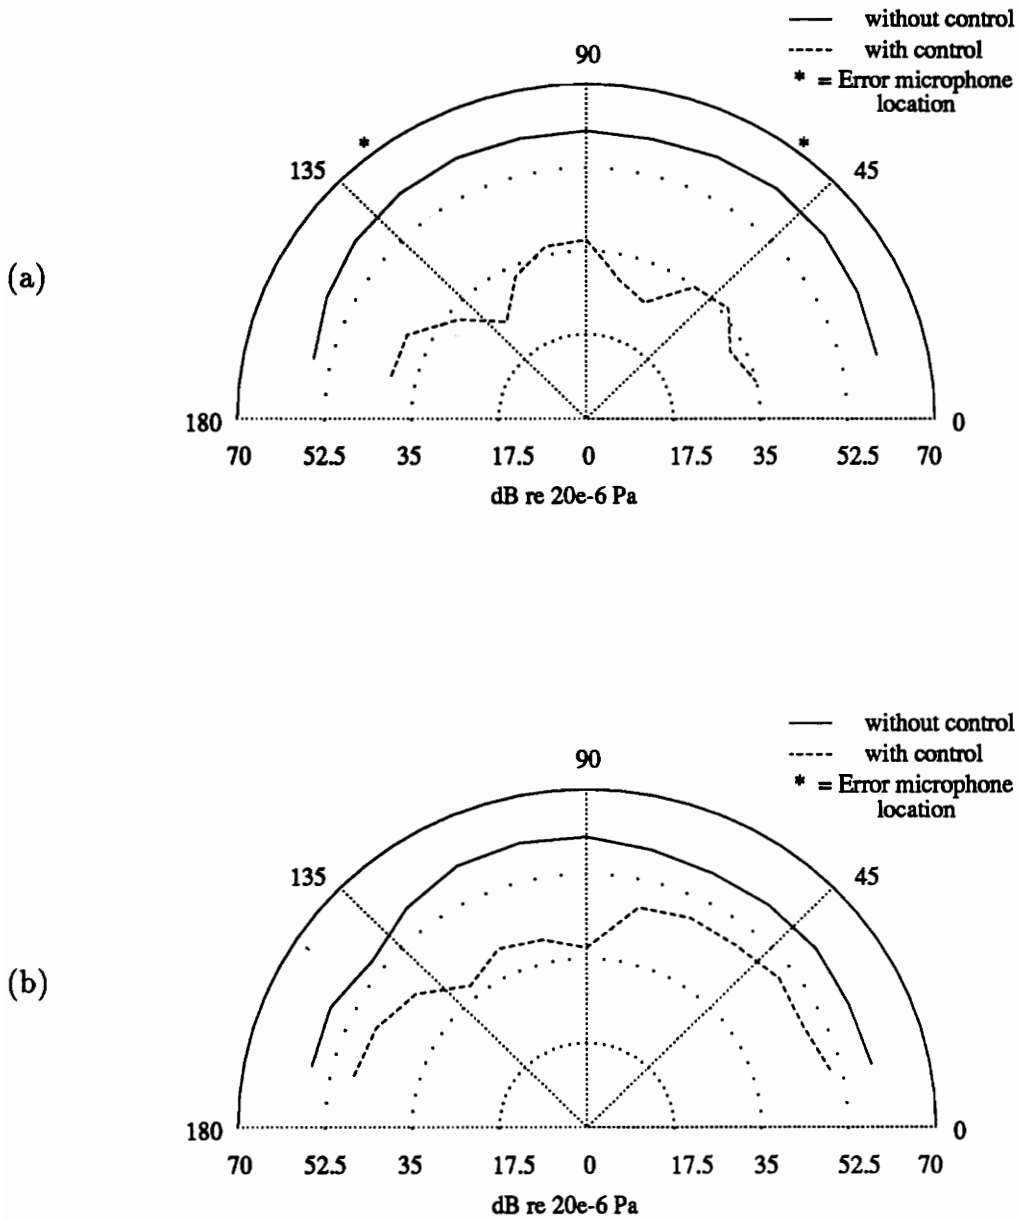 without control
with control
* = Error microphone
location
90
135
45
(a)
180
0
70 52.5 35 17.5 0 17.5 35 52.5 70
dB re 20e-6 Pa
without control
with control
* = Error microphone
location
90
135
45
(b)
180
0
70 52.5 35 17.5 0 17.5 35 52.5 70
dB re 20e-6 Pa